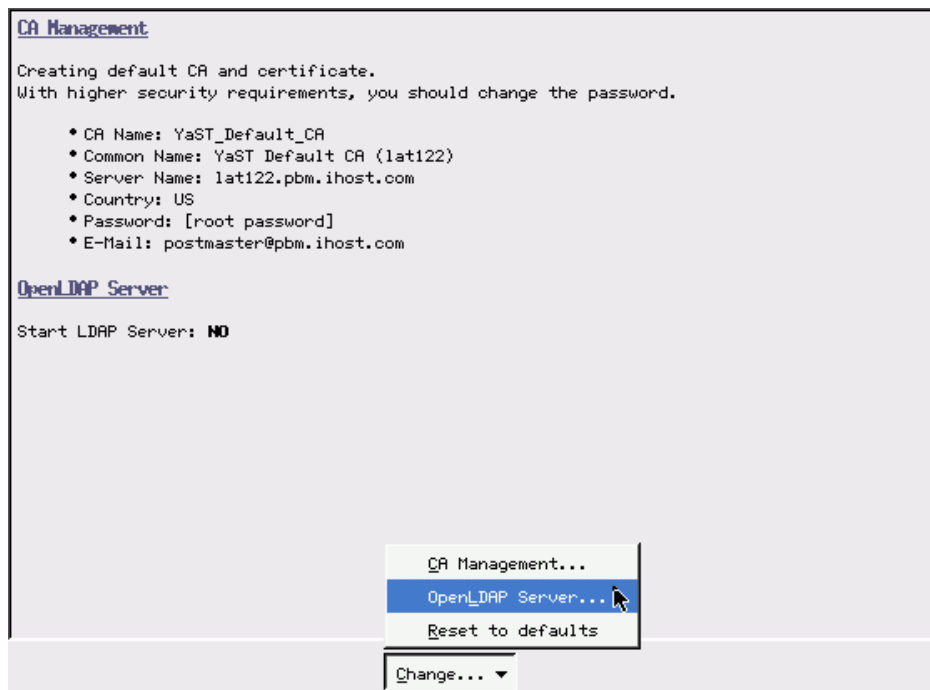 CA Management
Creating default CA and certificate.
With higher security requirements, you should change the password.
• CA Name: YaST_Default_CA
• Common Name: YaST Default CA (lat122)
• Server Name: lat122.pbm.ihost.com
• Country: US
• Password: [root password]
• E-Mail: postmaster@pbm.ihost.com
OpenLDAP Server
Start LDAP Server: NO
CA Management...
OpenLDAP Server...
Reset to defaults
Change... ▼